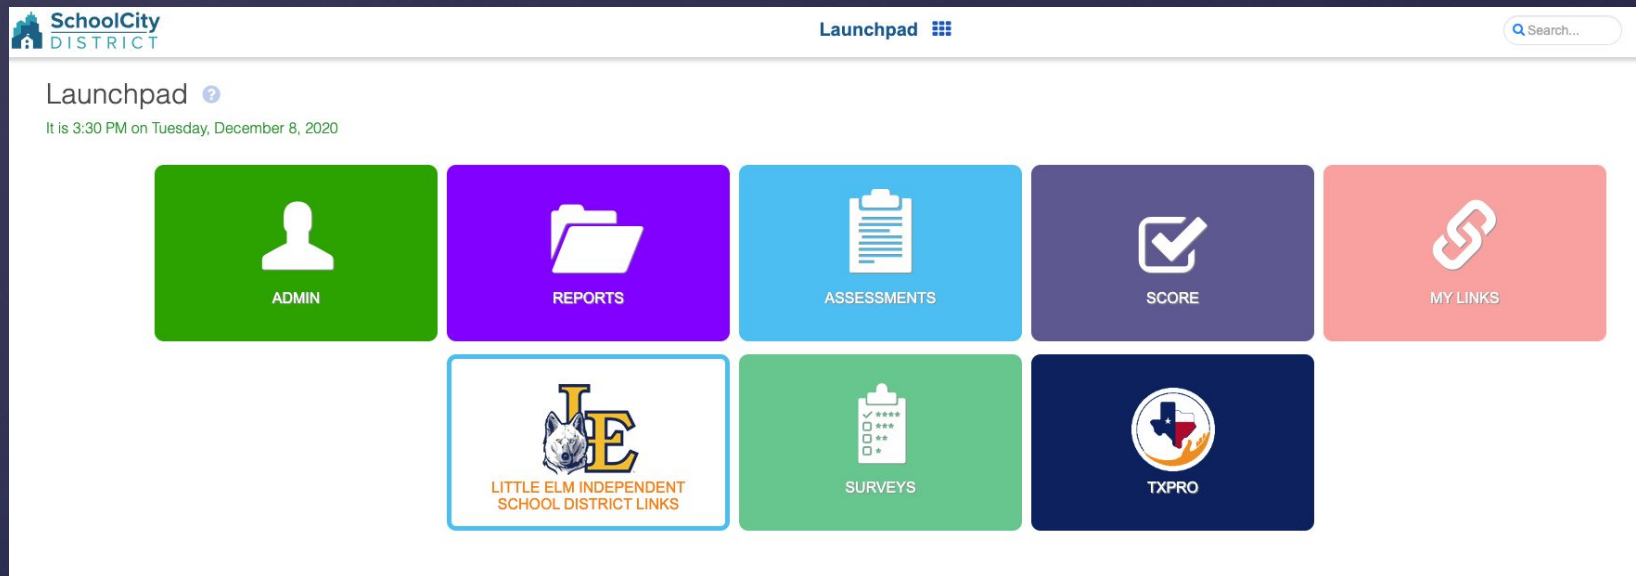 SchoolCity
DISTRICT
Launchpad
Search...
Launchpad ?
It is 3:30 PM on Tuesday, December 8, 2020
ADMIN
REPORTS
ASSESSMENTS
SCORE
MY LINKS
LE
LITTLE ELM INDEPENDENT
SCHOOL DISTRICT LINKS
SURVEYS
TXPRO